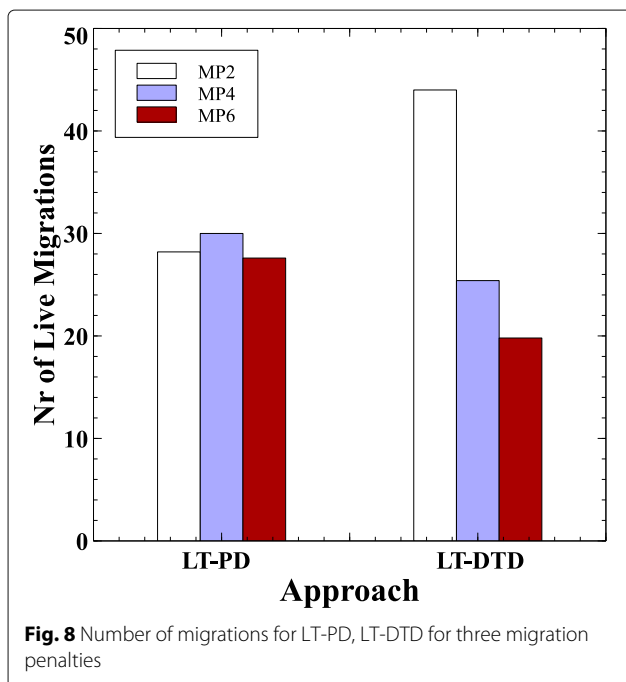 50
40
30
20
10
0
Nr of Live Migrations
MP2
MP4
MP6
LT-PD
LT-DTD
Approach
Fig. 8 Number of migrations for LT-PD, LT-DTD for three migration
penalties